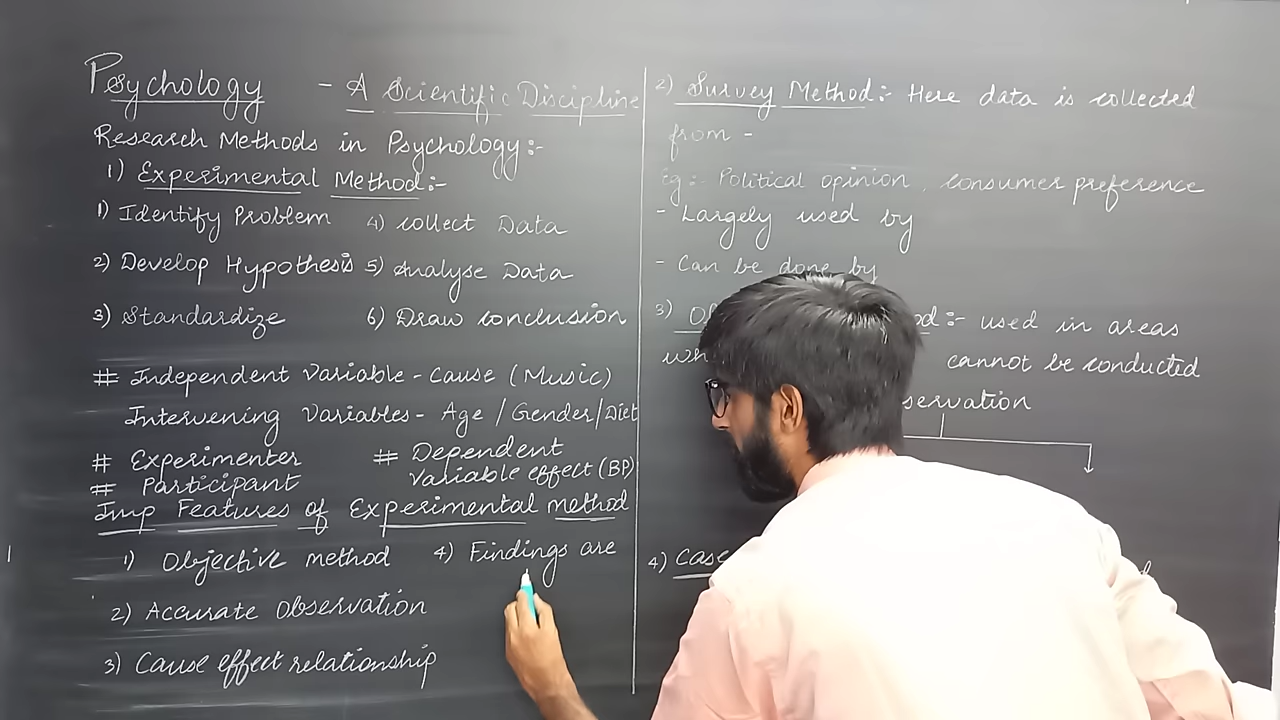 Psychology - A Scientific Discipline
Research Methods in Psychology:-
1) Experimental Method:-
1) Identify Problem 4) collect Data
2) Develop Hypothesis 5) Analyse Data
3) Standardize 6) Draw conclusion
# Independent Variable - Cause (Music)
Intervening Variables - Age / Gender / Diet
# Experimenter # Dependent
# Participant Variable effect (BP)
Imp Features of Experimental method
1) Objective method 4) Findings are
2) Accurate Observation
3) Cause effect relationship
2) Survey Method:- Here data is collected
from -
Eg:- Political opinion, consumer preference
- Largely used by
- Can be done by
3) :- used in areas
cannot be conducted
4) Case